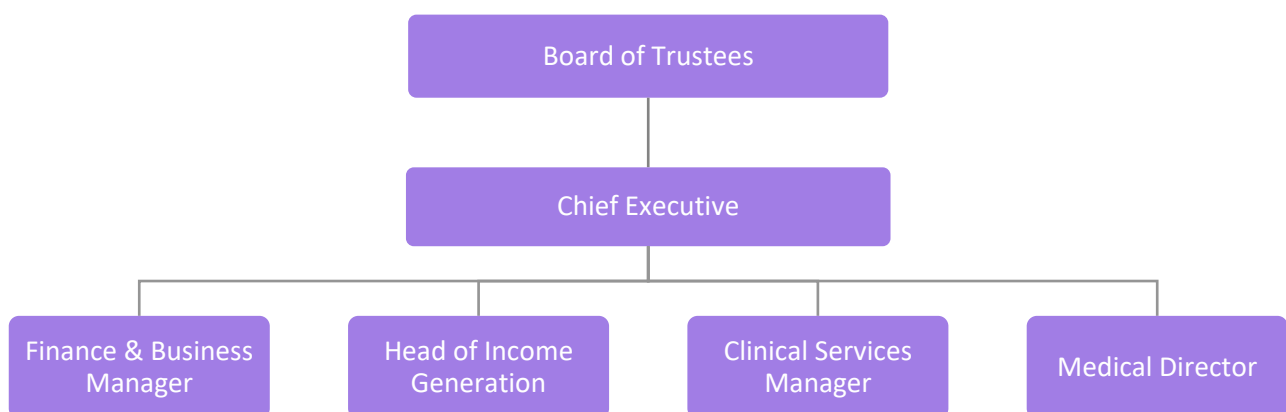 Board of Trustees
Chief Executive
Finance & Business
Manager
Head of Income
Generation
Clinical Services
Manager
Medical Director